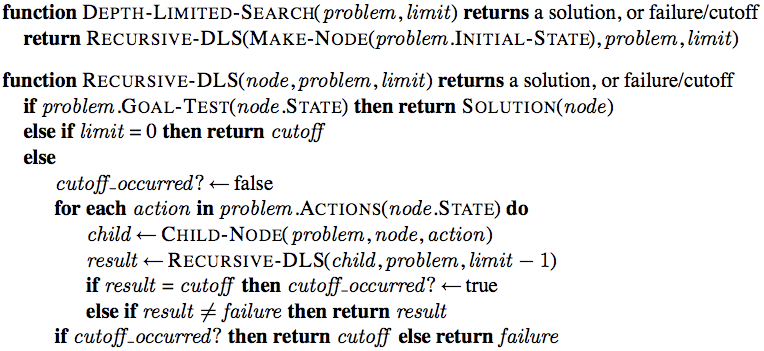 function DEPTH-LIMITED-SEARCH(problem, limit) returns a solution, or failure/cutoff
return RECURSIVE-DLS(MAKE-NODE(problem.INITIAL-STATE), problem, limit)
function RECURSIVE-DLS(node, problem, limit) returns a solution, or failure/cutoff
if problem.GOAL-TEST(node.STATE) then return SOLUTION(node)
else if limit = 0 then return cutoff
else
cutoff_occurred? ← false
for each action in problem.ACTIONS(node.STATE) do
child ← CHILD-NODE(problem, node, action)
result ← RECURSIVE-DLS(child, problem, limit − 1)
if result = cutoff then cutoff_occurred? ← true
else if result ≠ failure then return result
if cutoff_occurred? then return cutoff else return failure